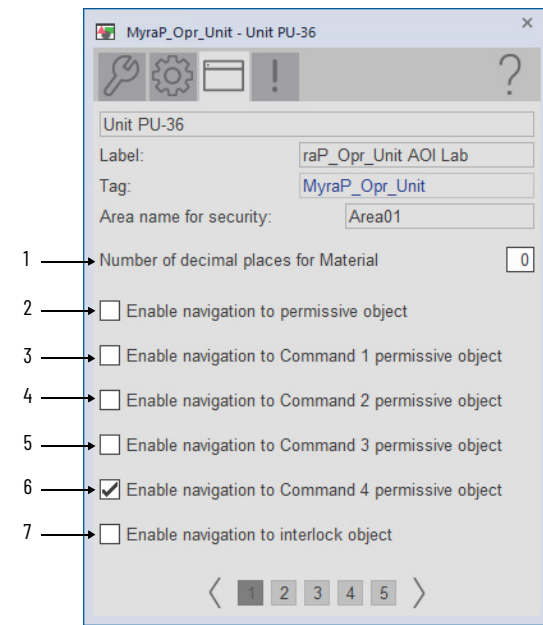 MyraP_Opr_Unit - Unit PU-36 ×
! ?
Unit PU-36
Label: raP_Opr_Unit AOI Lab
Tag: MyraP_Opr_Unit
Area name for security: Area01
1 Number of decimal places for Material 0
2 Enable navigation to permissive object
3 Enable navigation to Command 1 permissive object
4 Enable navigation to Command 2 permissive object
5 Enable navigation to Command 3 permissive object
6 Enable navigation to Command 4 permissive object
7 Enable navigation to interlock object
1 2 3 4 5